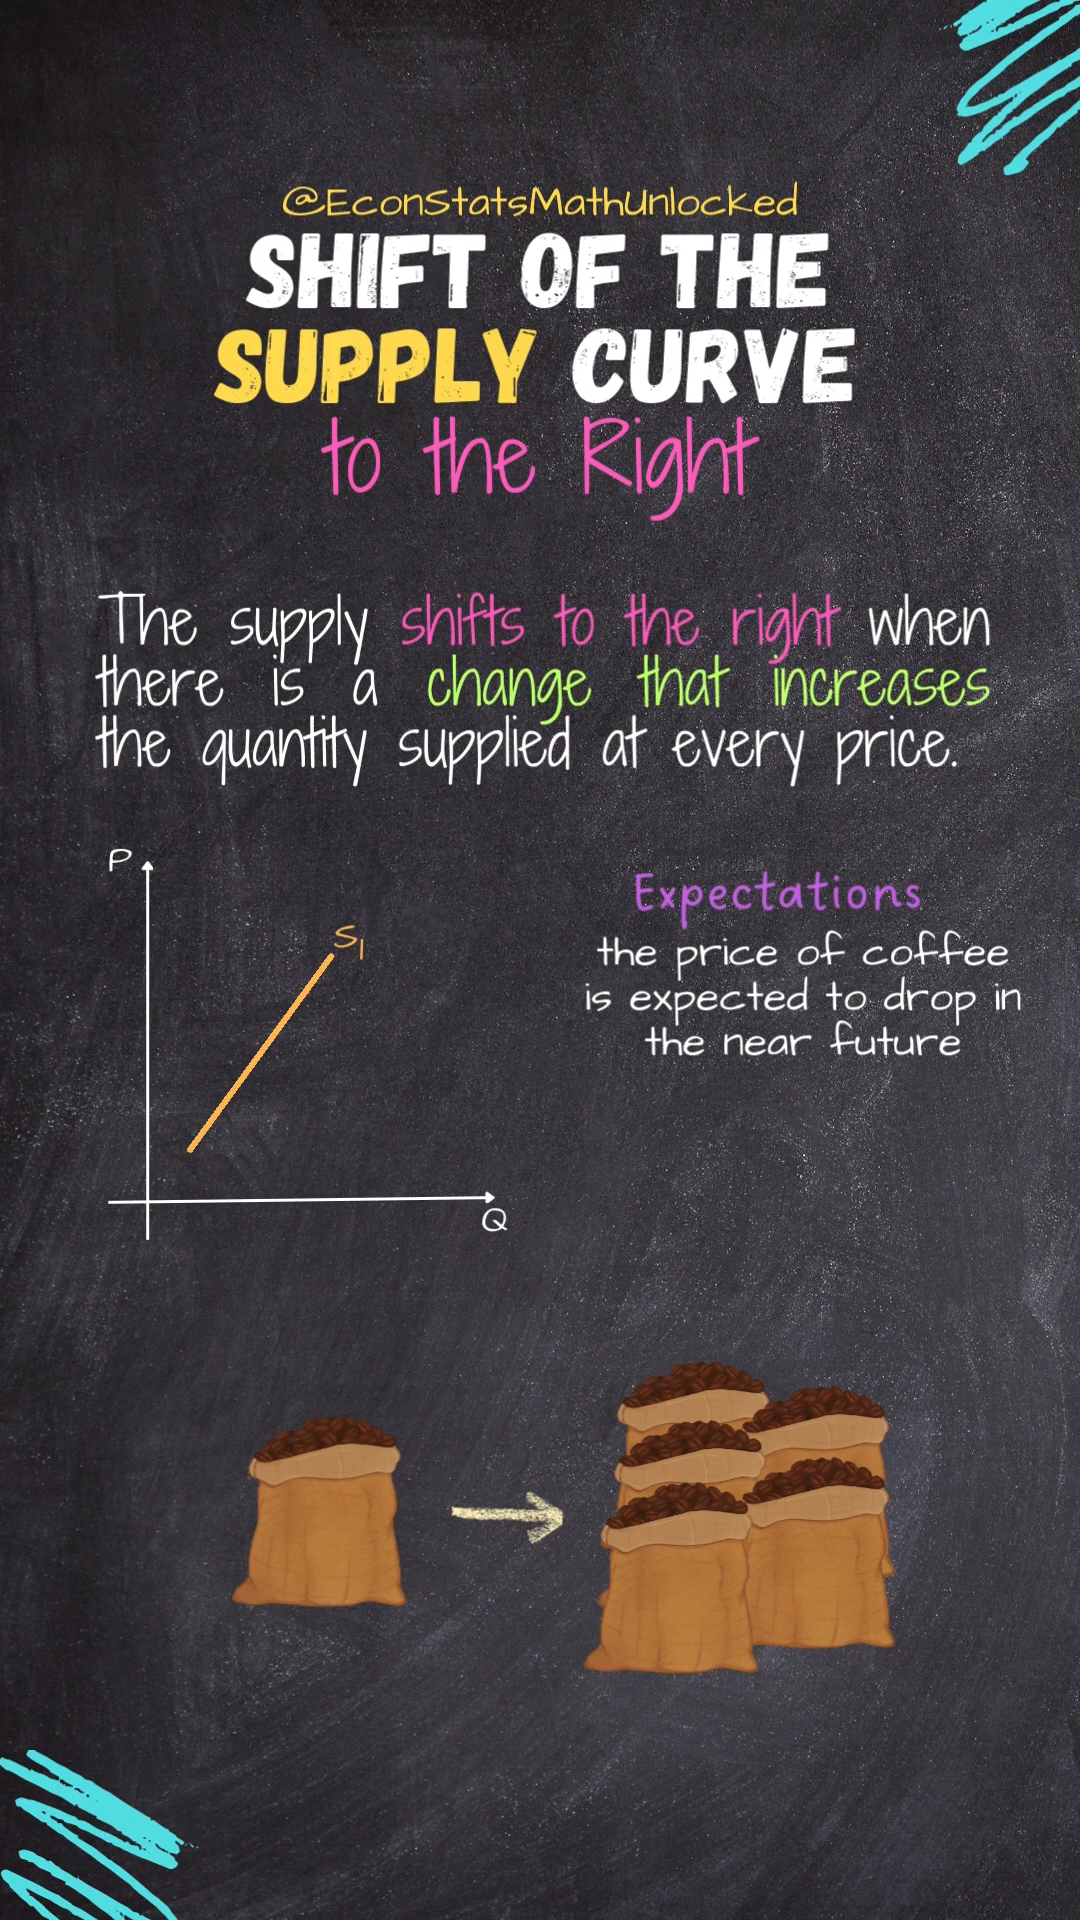 @EconStatsMathUnlocked
SHIFT OF THE
SUPPLY CURVE
to the Right
The supply shifts to the right when
there is a change that increases
the quantity supplied at every price.
P
S1
Q
Expectations
the price of coffee
is expected to drop in
the near future